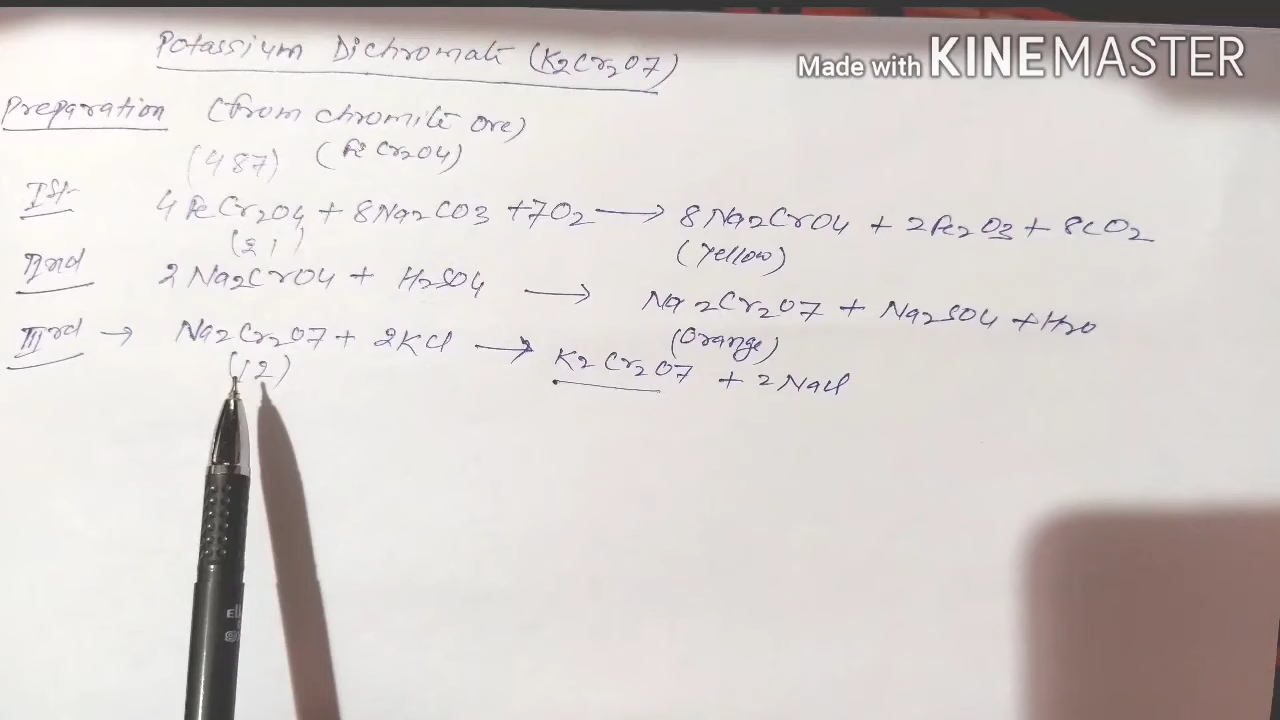 Potassium Dichromate (K2Cr2O7)
Made with KINEMASTER
Preparation (from chromite ore)
(487) (FeCr2O4)
Ist 4FeCr2O4 + 8Na2CO3 + 7O2 → 8Na2CrO4 + 2Fe2O3 + 8CO2
(21) (Yellow)
IInd 2Na2CrO4 + H2SO4 → Na2Cr2O7 + Na2SO4 + H2O
(Orange)
IIIrd → Na2Cr2O7 + 2KCl → K2Cr2O7 + 2NaCl
(12)